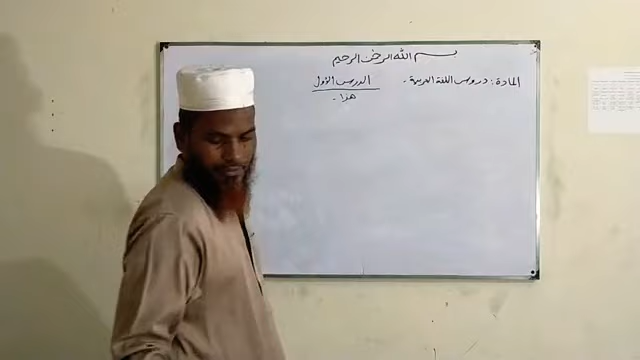 بسم الله الرحمن الرحيم
المادة : دروس اللغة العربية .
الدرس الأول
هذا .